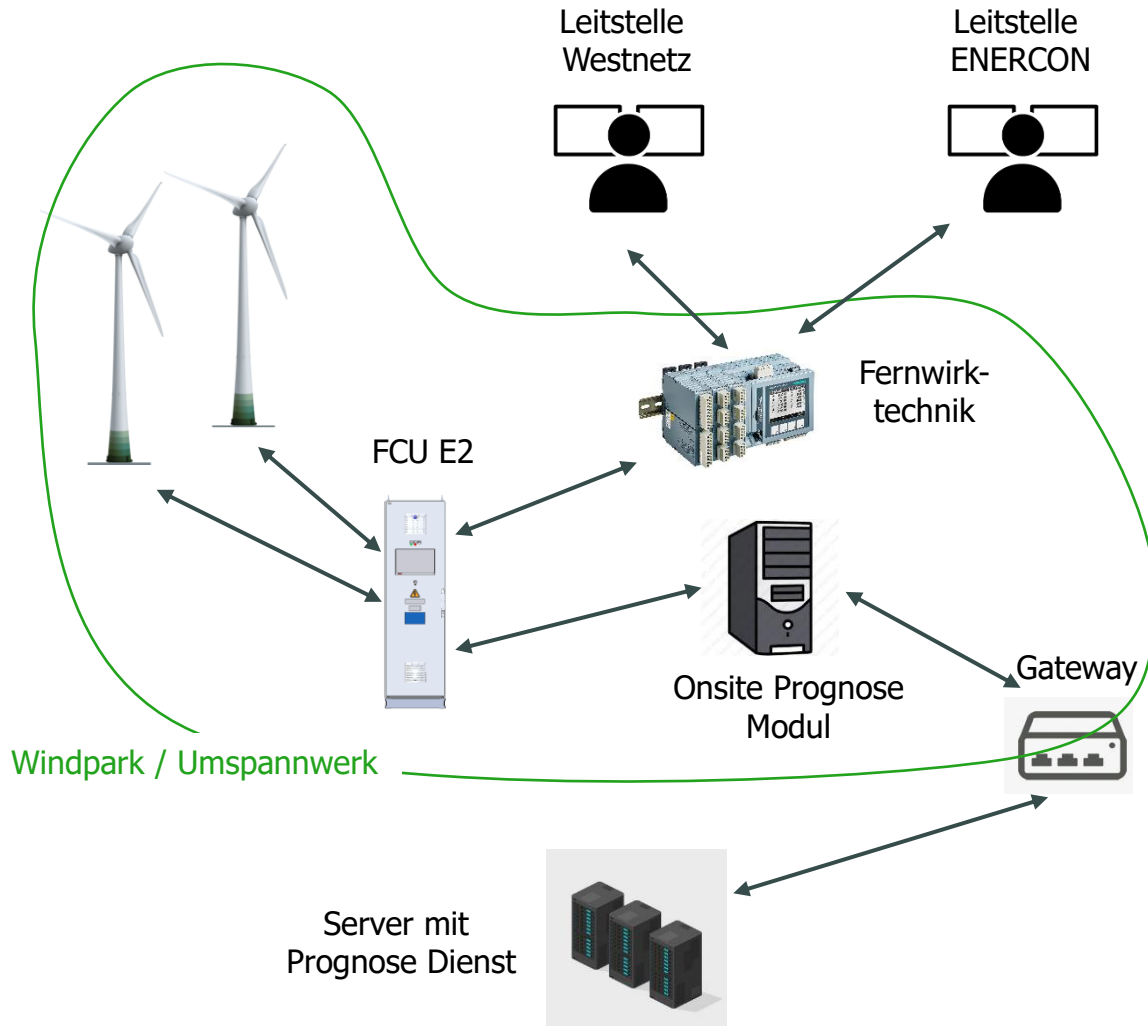 Leitstelle
Westnetz
Leitstelle
ENERCON
Fernwirk-
technik
FCU E2
Onsite Prognose
Modul
Gateway
Windpark / Umspannwerk
Server mit
Prognose Dienst